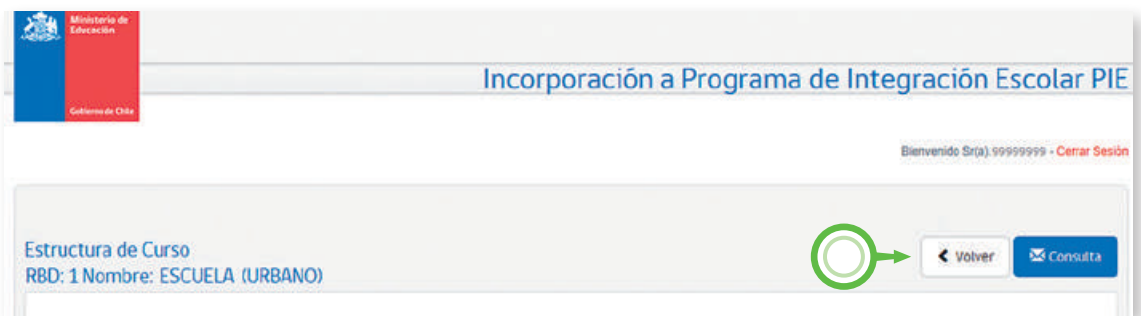 Ministerio de
Educación
Gobierno de Chile
Incorporación a Programa de Integración Escolar PIE
Bienvenido Sr(a).99999999 - Cerrar Sesión
Estructura de Curso
RBD: 1 Nombre: ESCUELA (URBANO)
Volver
Consulta